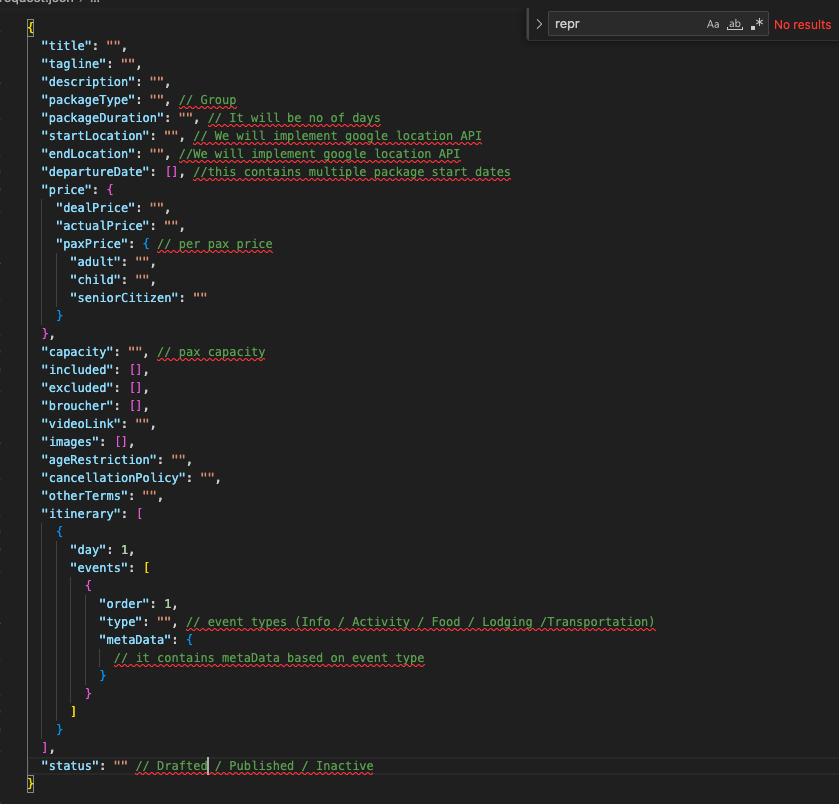 request.json / ...
repr Aa ab .* No results
{
"title": "",
"tagline": "",
"description": "",
"packageType": "", // Group
"packageDuration": "", // It will be no of days
"startLocation": "", // We will implement google location API
"endLocation": "", //We will implement google location API
"departureDate": [], //this contains multiple package start dates
"price": {
"dealPrice": "",
"actualPrice": "",
"paxPrice": { // per pax price
"adult": "",
"child": "",
"seniorCitizen": ""
}
},
"capacity": "", // pax capacity
"included": [],
"excluded": [],
"broucher": [],
"videoLink": "",
"images": [],
"ageRestriction": "",
"cancellationPolicy": "",
"otherTerms": "",
"itinerary": [
{
"day": 1,
"events": [
{
"order": 1,
"type": "", // event types (Info / Activity / Food / Lodging /Transportation)
"metaData": {
// it contains metaData based on event type
}
}
]
}
],
"status": "" // Drafted / Published / Inactive
}